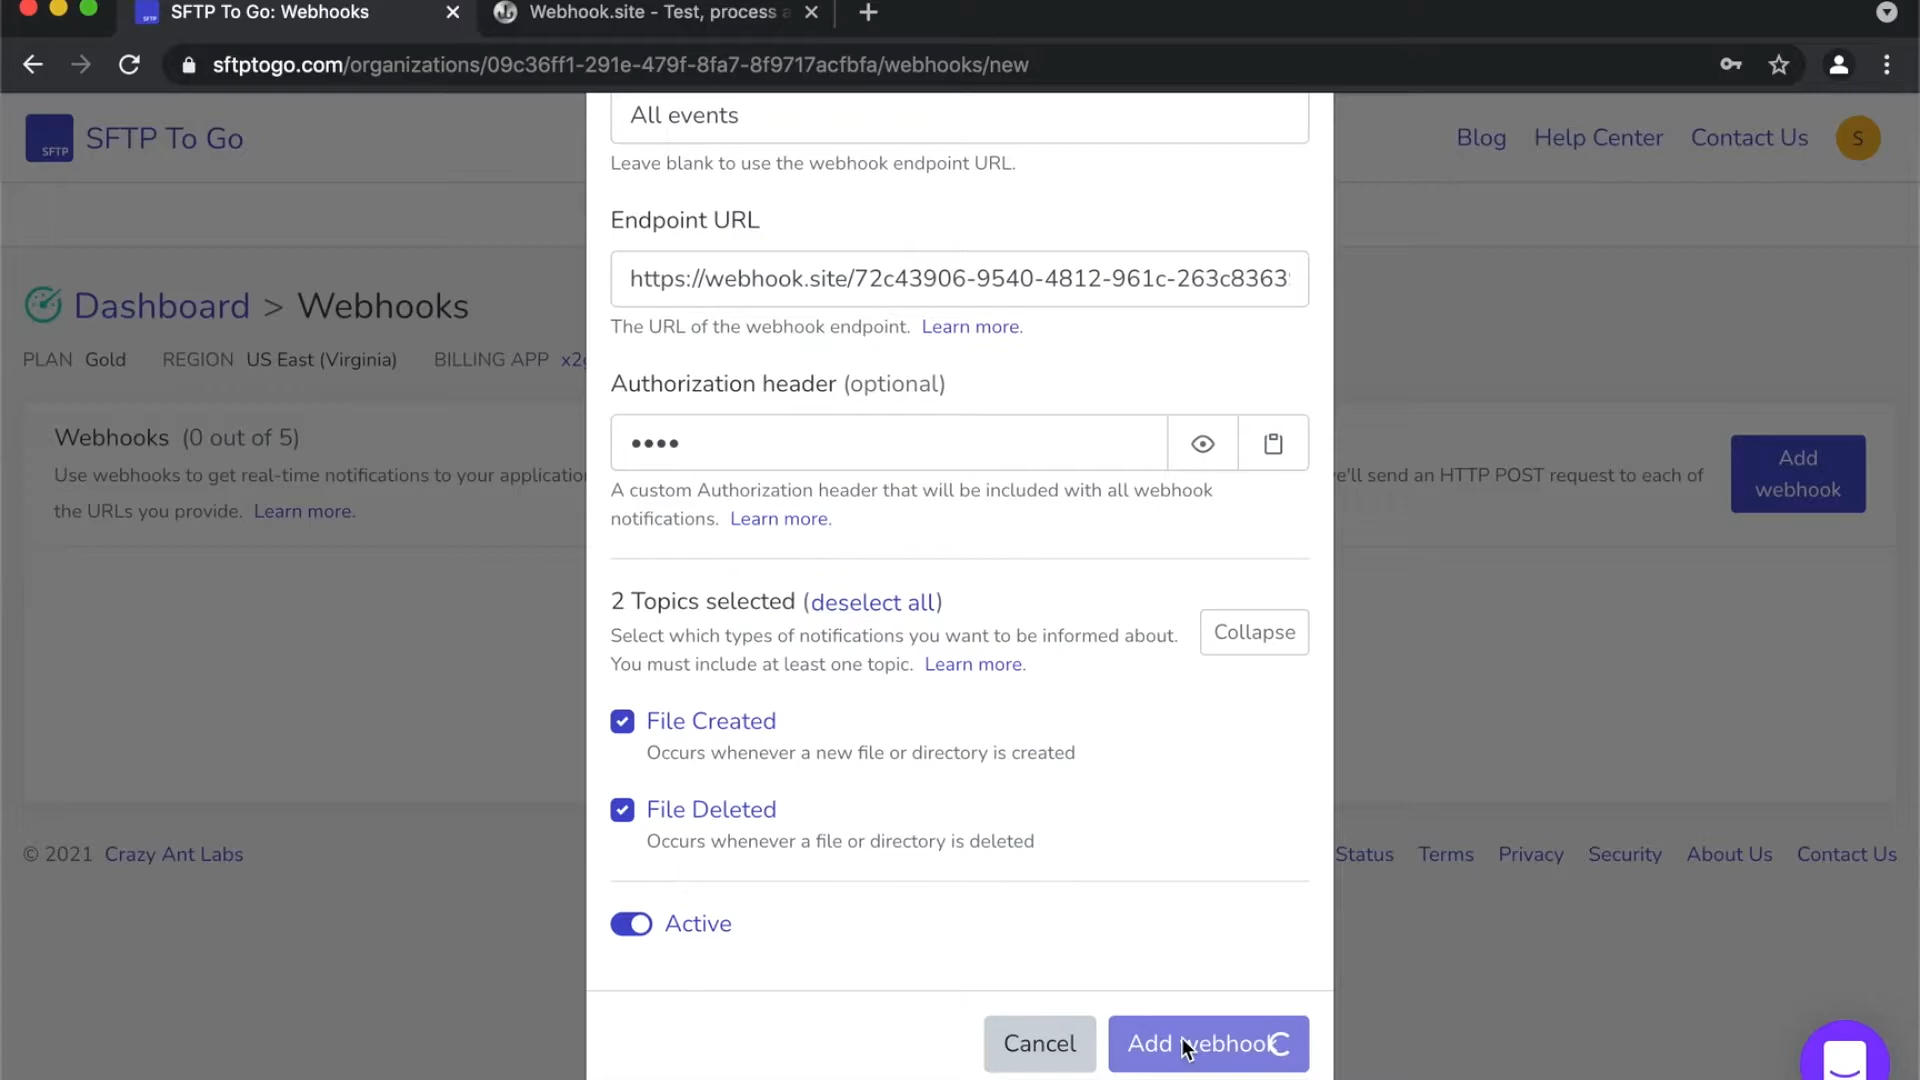 SFTP To Go: Webhooks
Webhook.site - Test, process
sftptogo.com/organizations/09c36ff1-291e-479f-8fa7-8f9717acfbfa/webhooks/new
SFTP
SFTP To Go
Blog
Help Center
Contact Us
S
All events
Leave blank to use the webhook endpoint URL.
Endpoint URL
https://webhook.site/72c43906-9540-4812-961c-263c8363
The URL of the webhook endpoint. Learn more.
Dashboard > Webhooks
PLAN Gold REGION US East (Virginia) BILLING APP
Authorization header (optional)
••••
A custom Authorization header that will be included with all webhook
notifications. Learn more.
Webhooks (0 out of 5)
Use webhooks to get real-time notifications to your
we'll send an HTTP POST request to each of
the URLs you provide. Learn more.
Add
webhook
2 Topics selected (deselect all)
Select which types of notifications you want to be informed about.
You must include at least one topic. Learn more.
Collapse
File Created
Occurs whenever a new file or directory is created
File Deleted
Occurs whenever a file or directory is deleted
Active
Cancel
Add webhook
© 2021 Crazy Ant Labs
Status
Terms
Privacy
Security
About Us
Contact Us